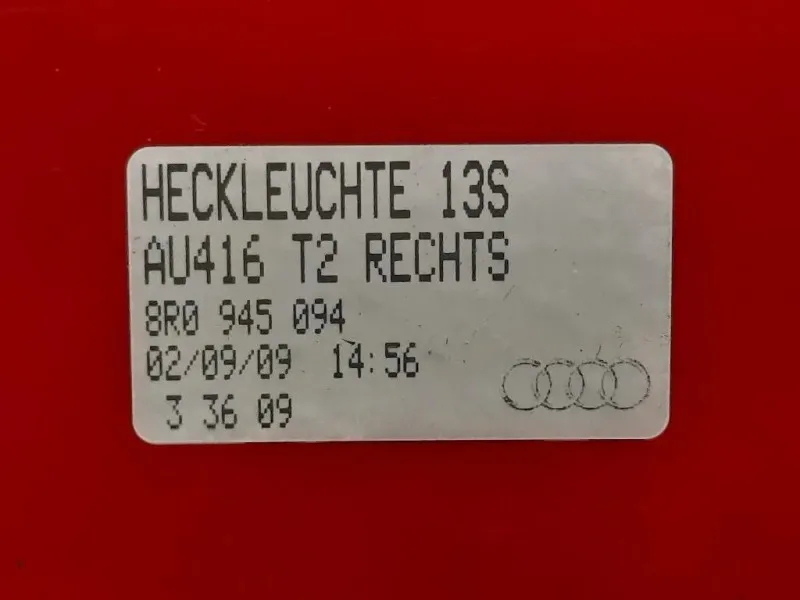 HECKLEUCHTE 13S
AU416 T2 RECHTS
8R0 945 094
02/09/09 14:56
3 36 09